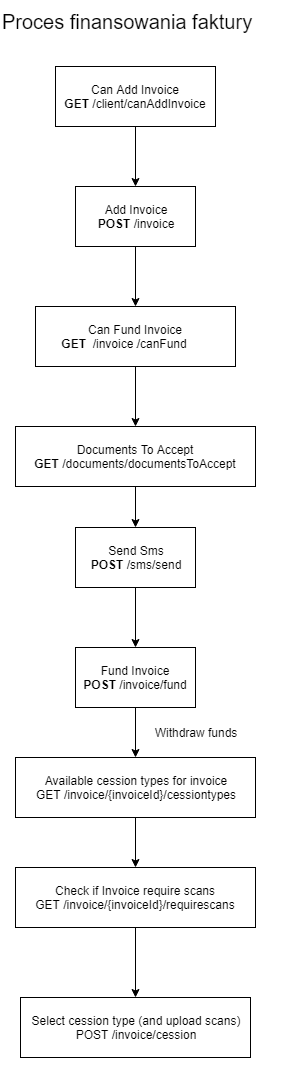 Proces finansowania faktury
Can Add Invoice
GET /client/canAddInvoice
Add Invoice
POST /invoice
Can Fund Invoice
GET /invoice /canFund
Documents To Accept
GET /documents/documentsToAccept
Send Sms
POST /sms/send
Fund Invoice
POST /invoice/fund
Withdraw funds
Available cession types for invoice
GET /invoice/{invoiceId}/cessiontypes
Check if Invoice require scans
GET /invoice/{invoiceId}/requirescans
Select cession type (and upload scans)
POST /invoice/cession